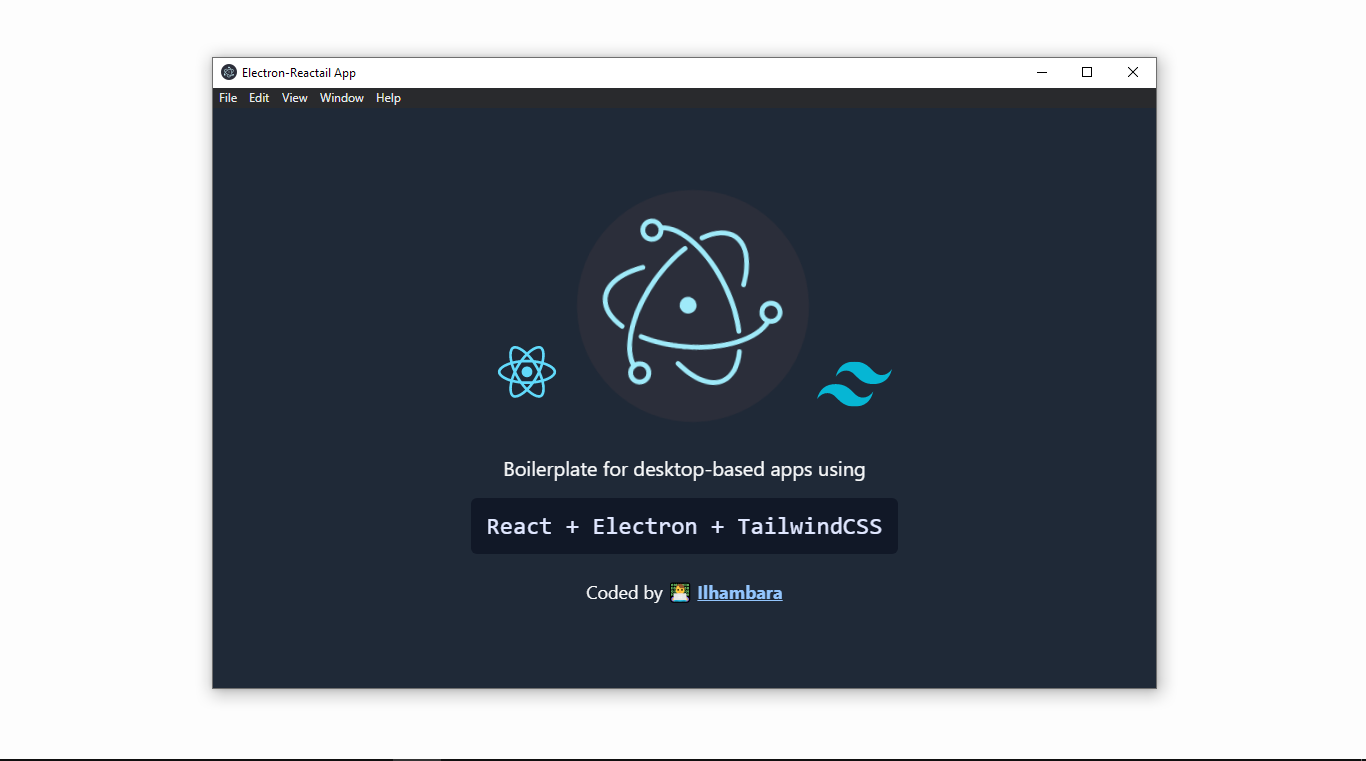 Electron-Reactail App
File Edit View Window Help
Boilerplate for desktop-based apps using
React + Electron + TailwindCSS
Coded by 👨‍💻 Ilhambara